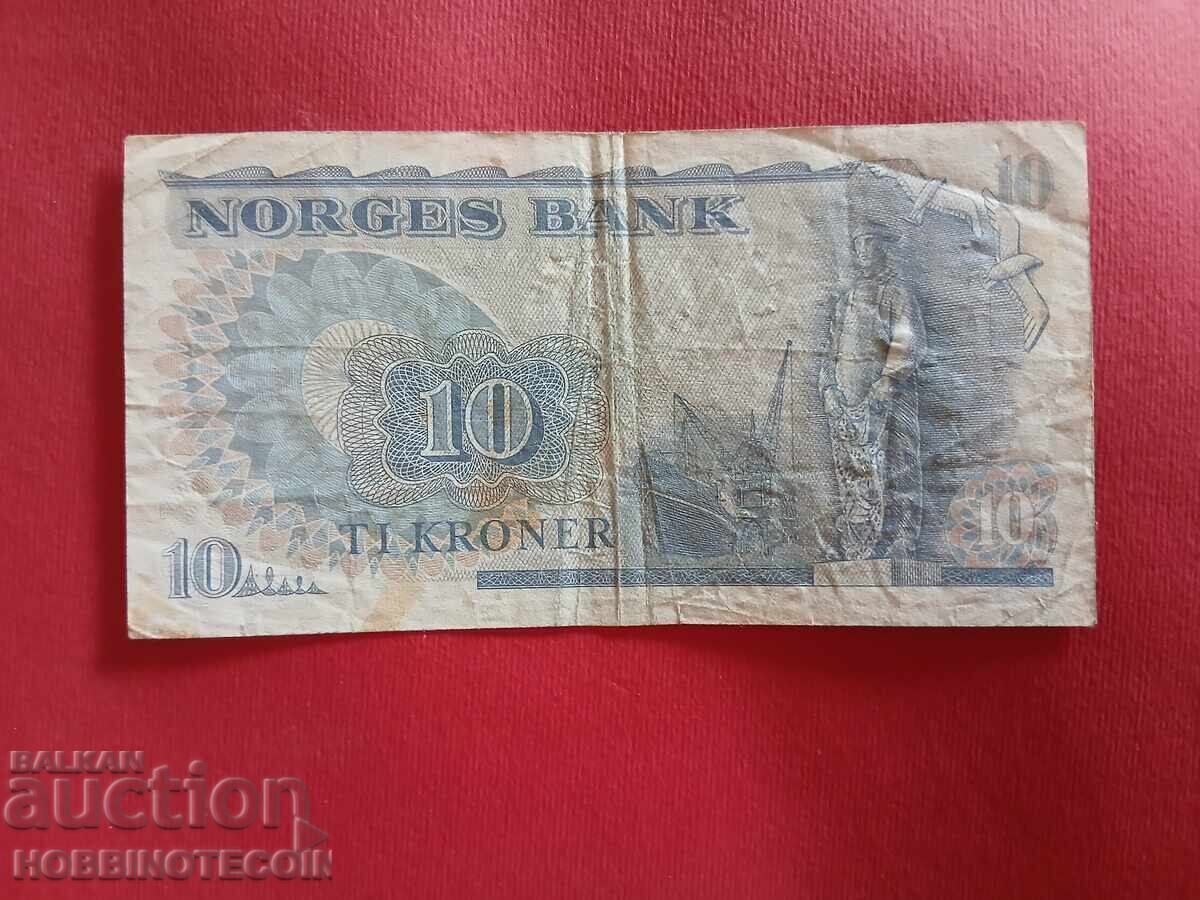 10
NORGES BANK
10
10
TI KRONER
10
BALKAN
auction
HOBBINOTECOIN